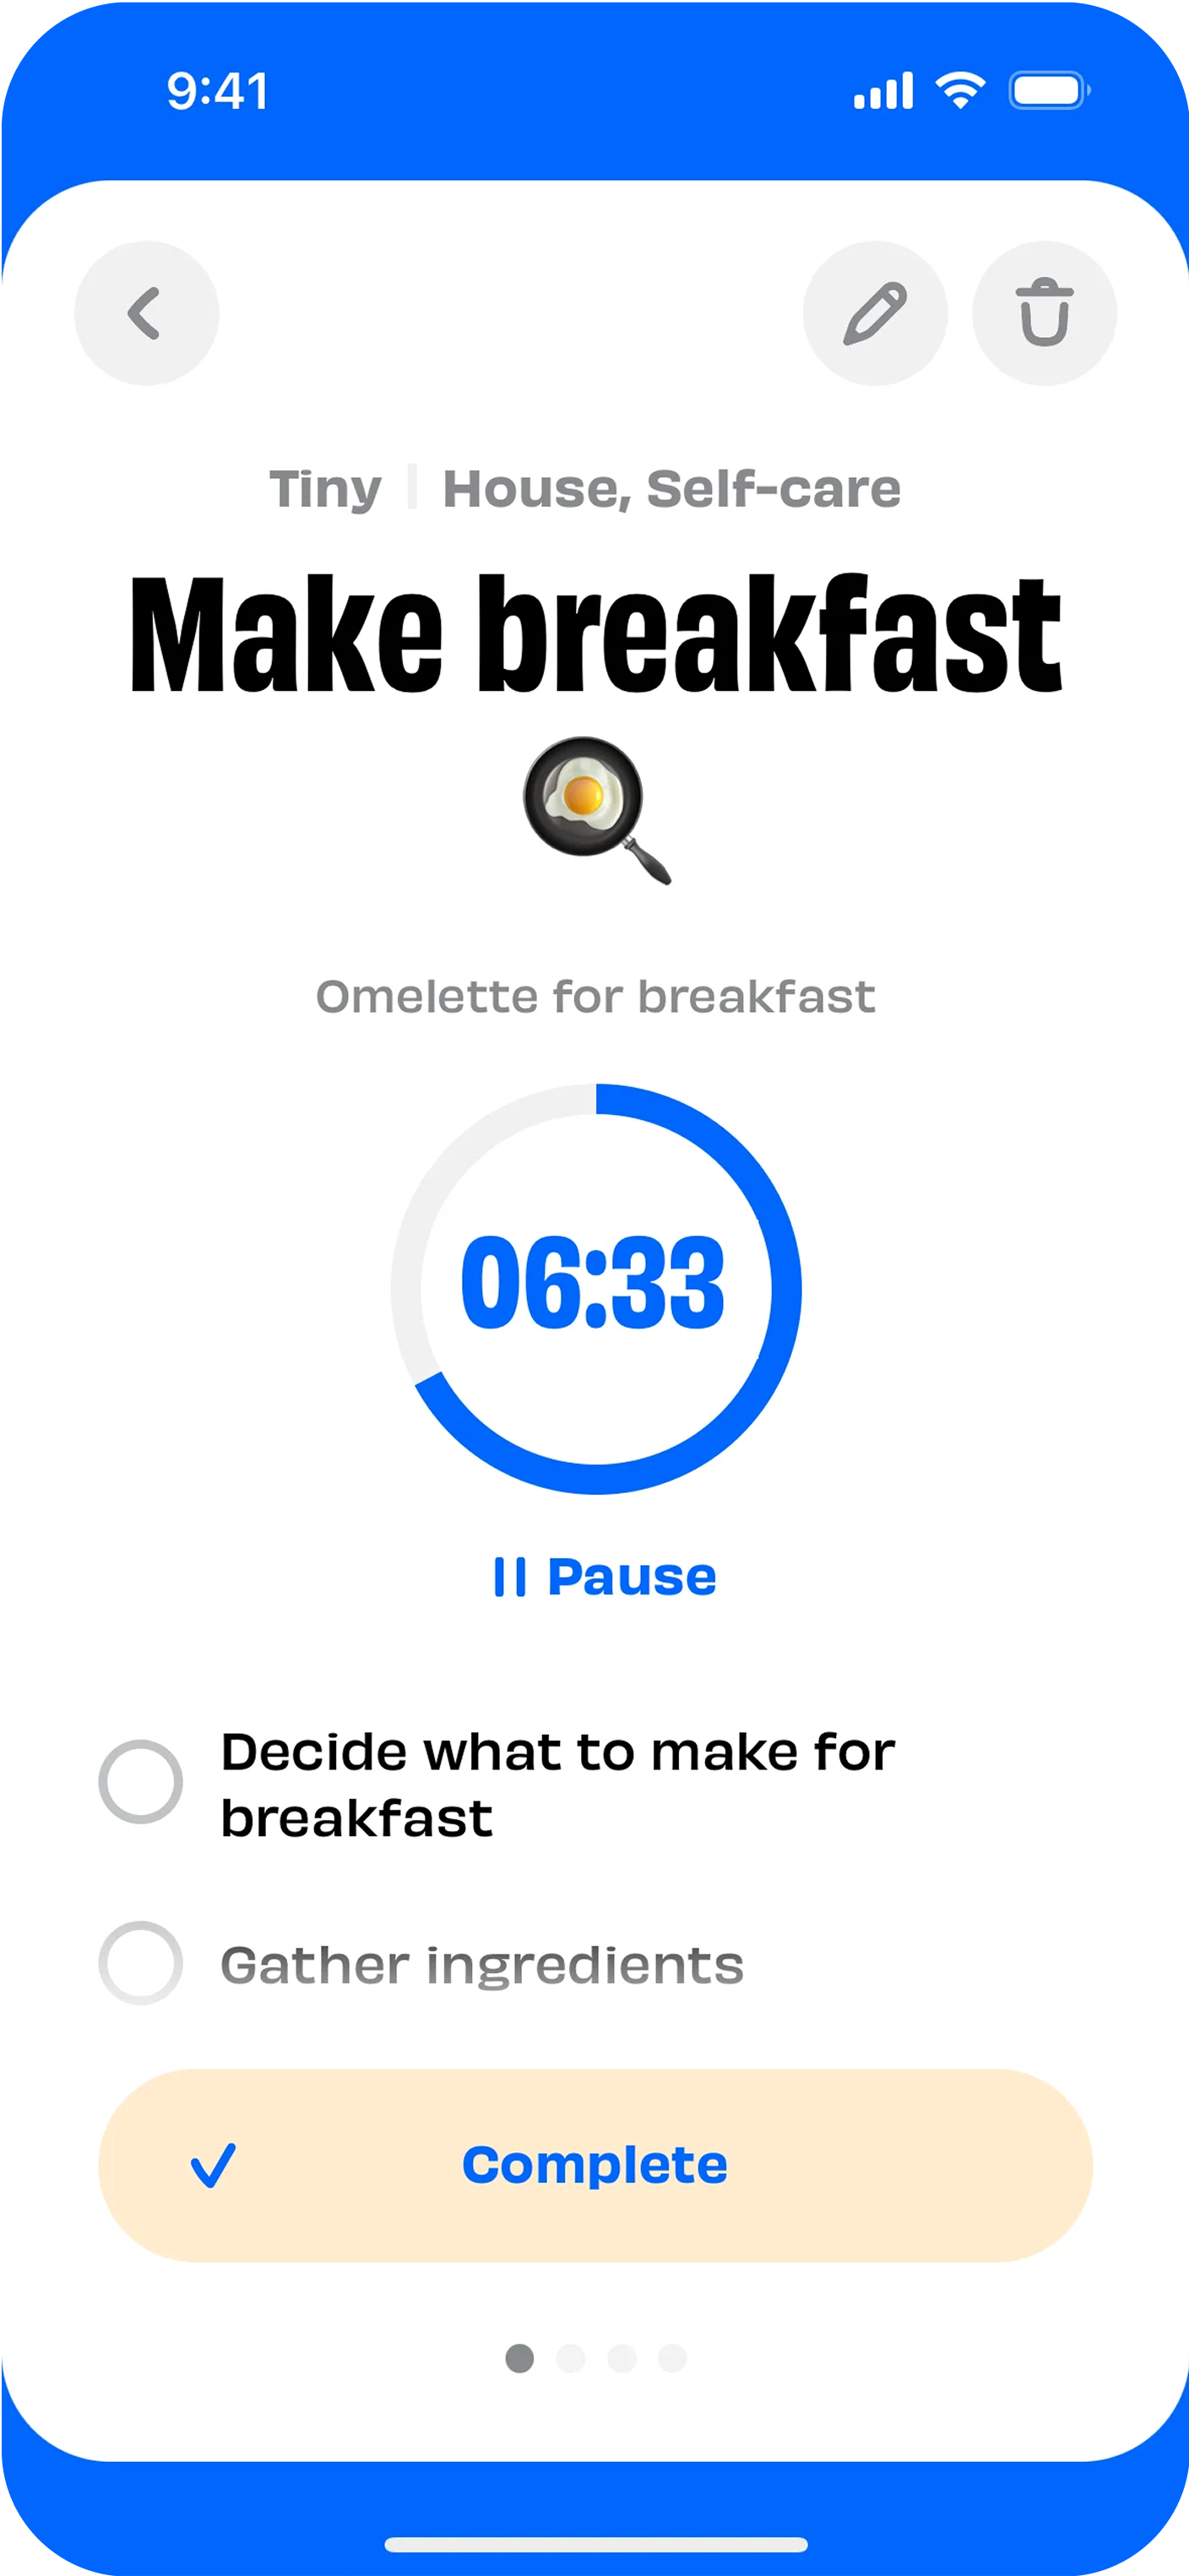 9:41
Tiny | House, Self-care
Make breakfast
🍳
Omelette for breakfast
06:33
Pause
Decide what to make for
breakfast
Gather ingredients
Complete